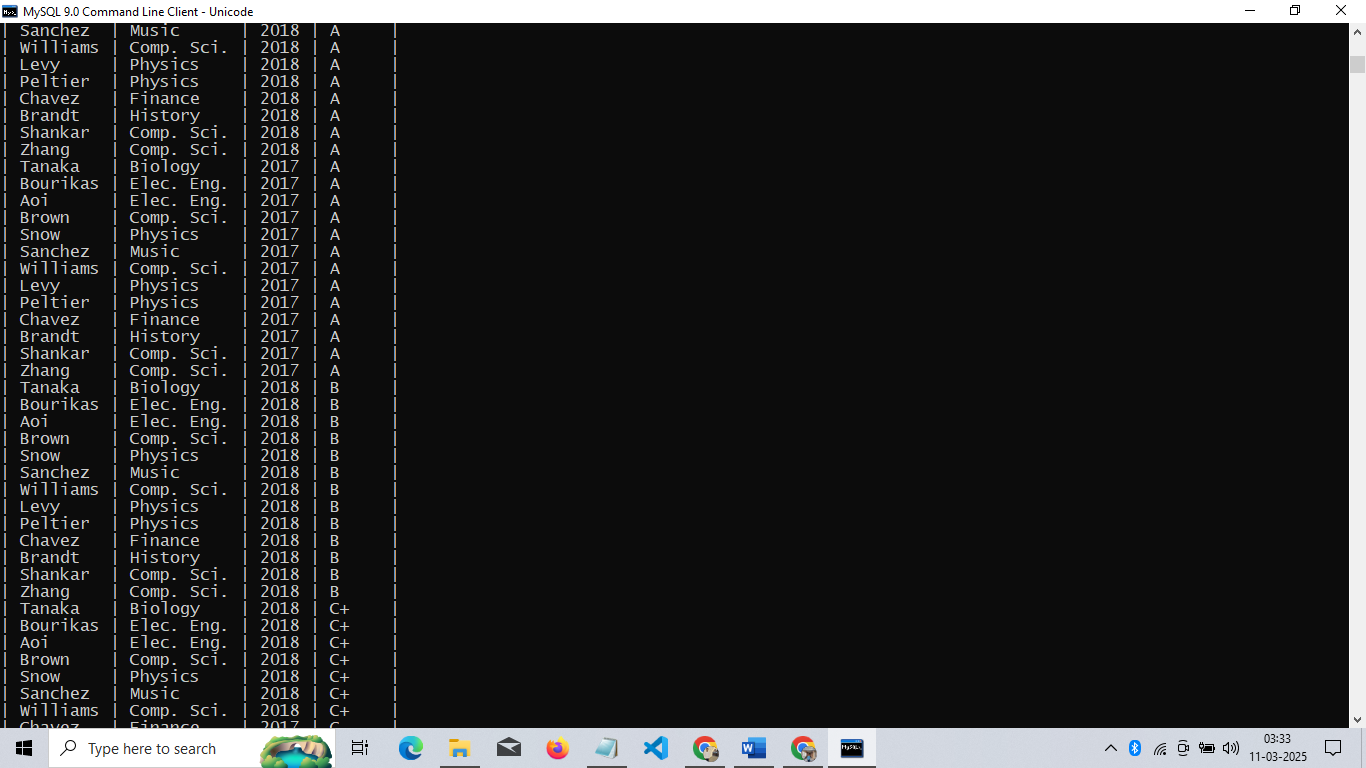 MySQL 9.0 Command Line Client - Unicode
| Sanchez | Music | 2018 | A |
| Williams | Comp. Sci. | 2018 | A |
| Levy | Physics | 2018 | A |
| Peltier | Physics | 2018 | A |
| Chavez | Finance | 2018 | A |
| Brandt | History | 2018 | A |
| Shankar | Comp. Sci. | 2018 | A |
| Zhang | Comp. Sci. | 2018 | A |
| Tanaka | Biology | 2017 | A |
| Bourikas | Elec. Eng. | 2017 | A |
| Aoi | Elec. Eng. | 2017 | A |
| Brown | Comp. Sci. | 2017 | A |
| Snow | Physics | 2017 | A |
| Sanchez | Music | 2017 | A |
| Williams | Comp. Sci. | 2017 | A |
| Levy | Physics | 2017 | A |
| Peltier | Physics | 2017 | A |
| Chavez | Finance | 2017 | A |
| Brandt | History | 2017 | A |
| Shankar | Comp. Sci. | 2017 | A |
| Zhang | Comp. Sci. | 2017 | A |
| Tanaka | Biology | 2018 | B |
| Bourikas | Elec. Eng. | 2018 | B |
| Aoi | Elec. Eng. | 2018 | B |
| Brown | Comp. Sci. | 2018 | B |
| Snow | Physics | 2018 | B |
| Sanchez | Music | 2018 | B |
| Williams | Comp. Sci. | 2018 | B |
| Levy | Physics | 2018 | B |
| Peltier | Physics | 2018 | B |
| Chavez | Finance | 2018 | B |
| Brandt | History | 2018 | B |
| Shankar | Comp. Sci. | 2018 | B |
| Zhang | Comp. Sci. | 2018 | B |
| Tanaka | Biology | 2018 | C+ |
| Bourikas | Elec. Eng. | 2018 | C+ |
| Aoi | Elec. Eng. | 2018 | C+ |
| Brown | Comp. Sci. | 2018 | C+ |
| Snow | Physics | 2018 | C+ |
| Sanchez | Music | 2018 | C+ |
| Williams | Comp. Sci. | 2018 | C+ |
Type here to search
03:33
11-03-2025